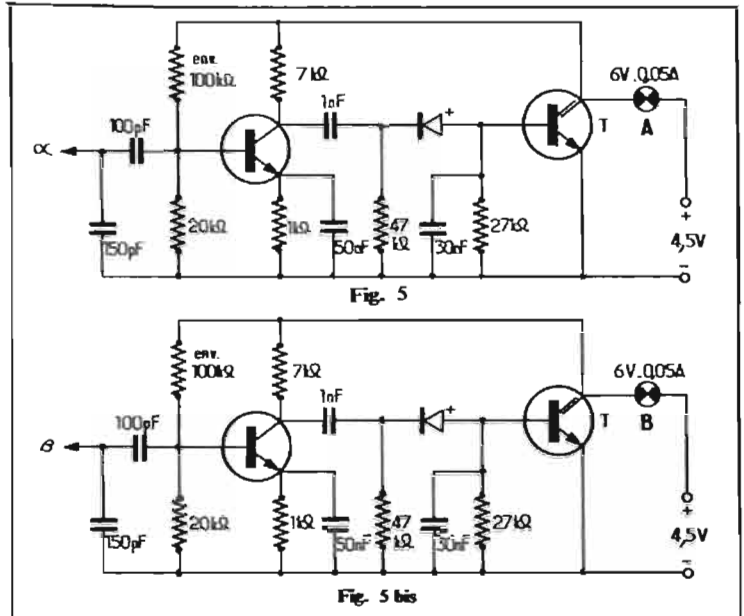 env.
100kΩ
7kΩ
1nF
6V.0,05A
100pF
α
T
A
150pF
20kΩ
1kΩ
50nF
47
kΩ
30nF
27kΩ
+
4,5V
−
+
Fig. 5
env.
100kΩ
7kΩ
1nF
6V.0,05A
100pF
θ
T
B
150pF
20kΩ
1kΩ
50nF
47
kΩ
30nF
27kΩ
+
4,5V
−
+
Fig. 5 bis